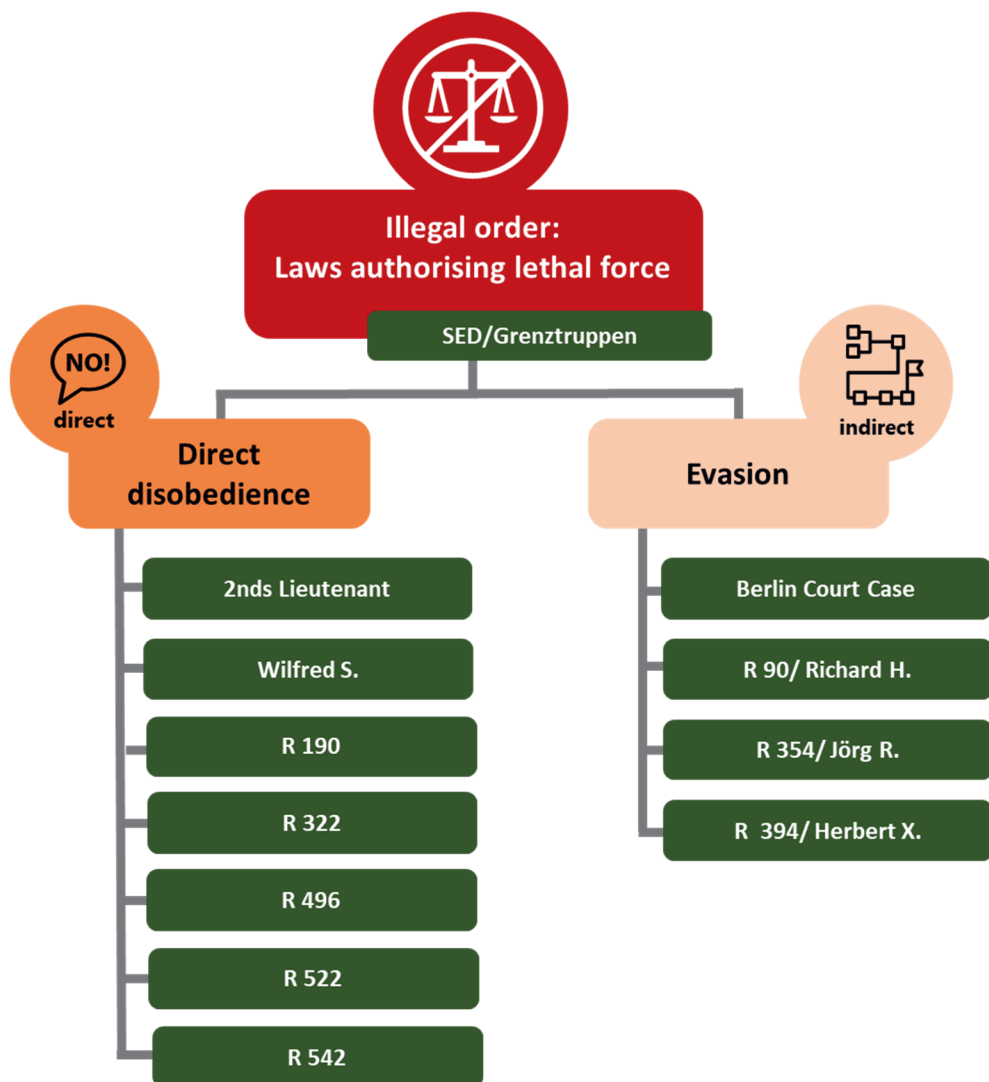 Illegal order:
Laws authorising lethal force
SED/Grenztruppen
NO!
direct
indirect
Direct
disobedience
Evasion
2nds Lieutenant
Wilfred S.
R 190
R 322
R 496
R 522
R 542
Berlin Court Case
R 90/ Richard H.
R 354/ Jörg R.
R 394/ Herbert X.